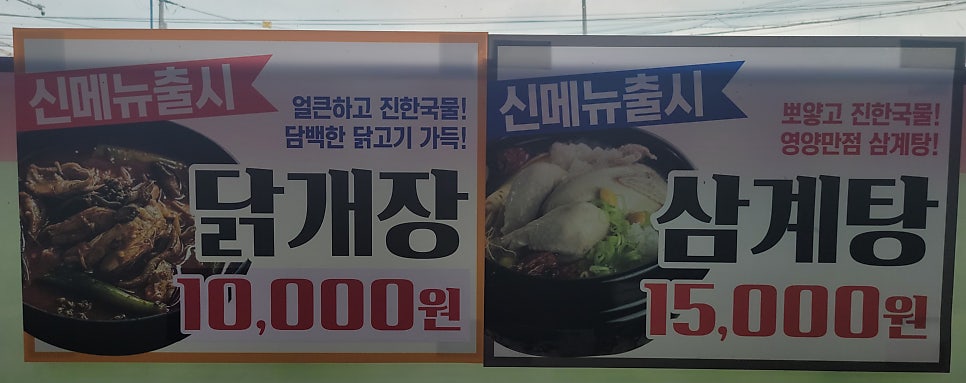 신메뉴출시
얼큰하고 진한국물!
담백한 닭고기 가득!
닭개장
10,000원
신메뉴출시
뽀얗고 진한국물!
영양만점 삼계탕!
삼계탕
15,000원